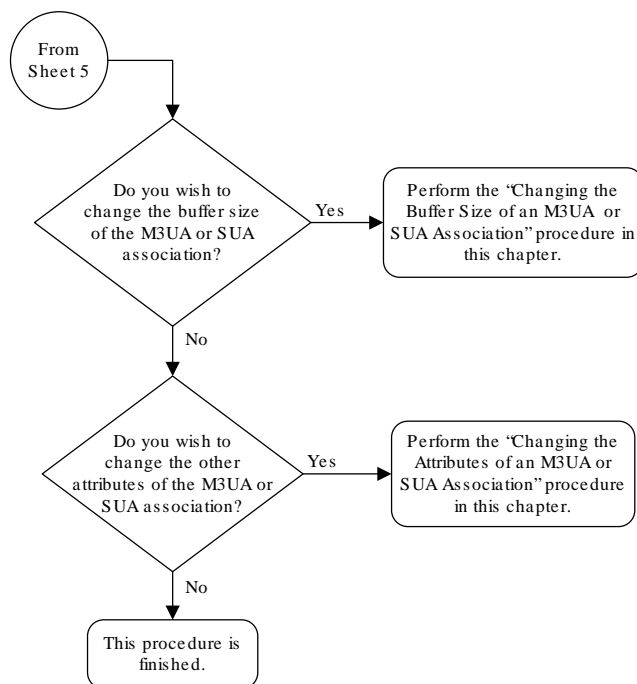 From
Sheet 5
Do you wish to
change the buffer size
of the M3UA or SUA
association?
Yes
Perform the “Changing the
Buffer Size of an M3UA or
SUA Association” procedure in
this chapter.
No
Do you wish to
change the other
attributes of the M3UA or
SUA association?
Yes
Perform the “Changing the
Attributes of an M3UA or
SUA Association” procedure
in this chapter.
No
This procedure is
finished.